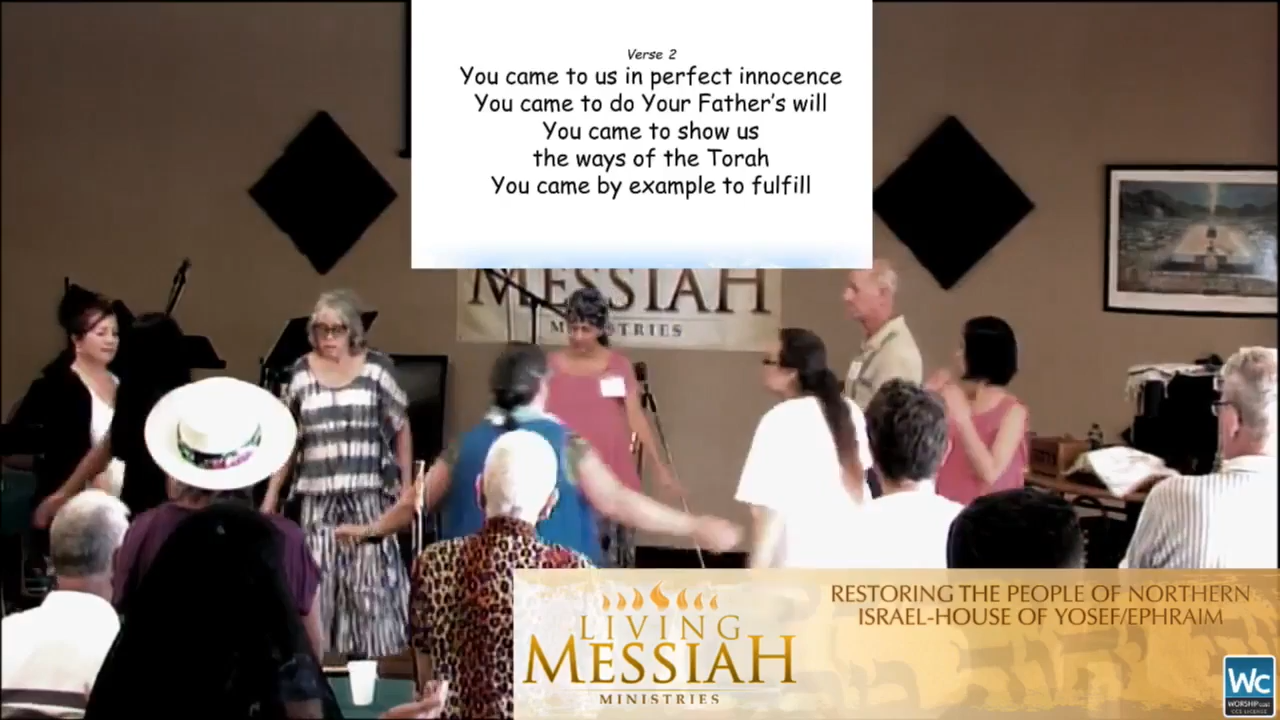 Verse 2
You came to us in perfect innocence
You came to do Your Father's will
You came to show us
the ways of the Torah
You came by example to fulfill
MESSIAH
MINISTRIES
LIVING
MESSIAH
MINISTRIES
RESTORING THE PEOPLE OF NORTHERN
ISRAEL-HOUSE OF YOSEF/EPHRAIM
Wc